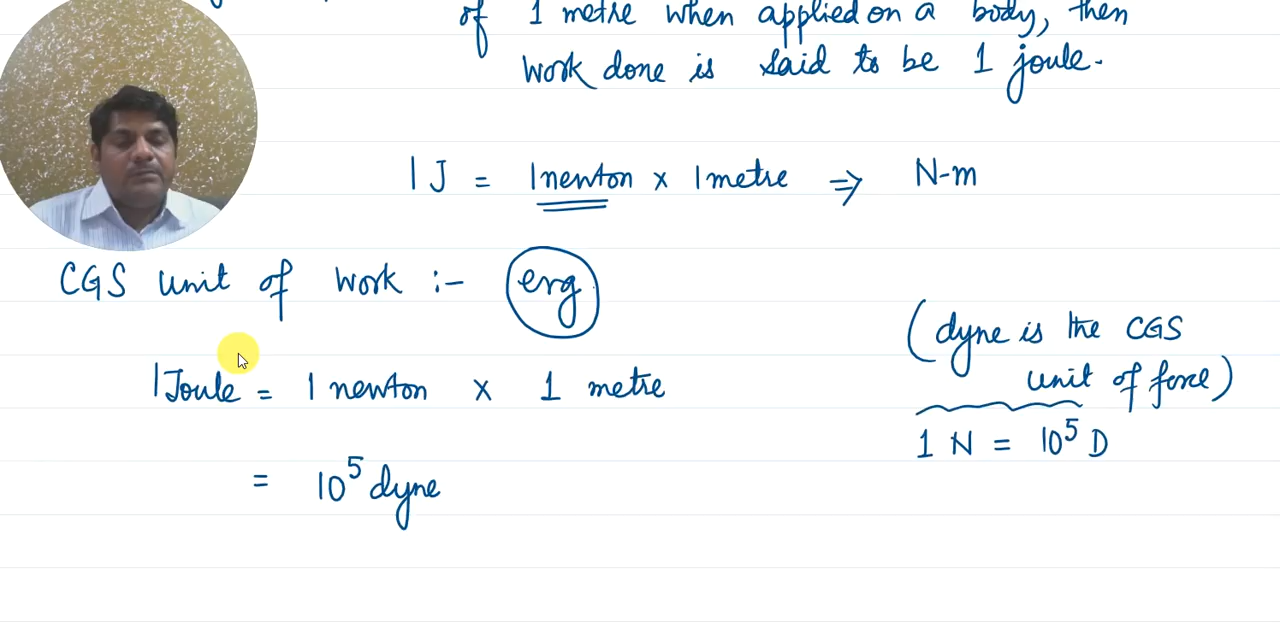 of 1 metre when applied on a body, then
work done is said to be 1 joule.
1 J = 1 newton x 1 metre ⇒ N-m
CGS unit of work :- erg
(dyne is the CGS
unit of force)
1 Joule = 1 newton x 1 metre
1 N = 10⁵ D
= 10⁵ dyne